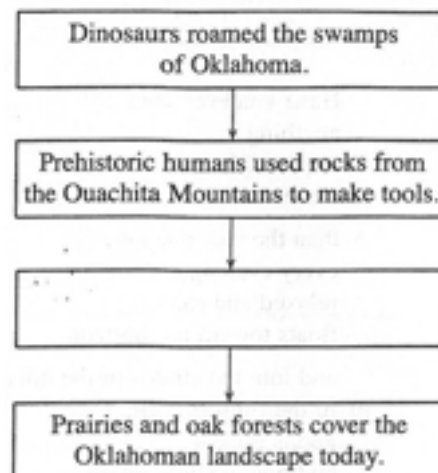 Dinosaurs roamed the swamps
of Oklahoma.
Prehistoric humans used rocks from
the Ouachita Mountains to make tools.
Prairies and oak forests cover the
Oklahoman landscape today.